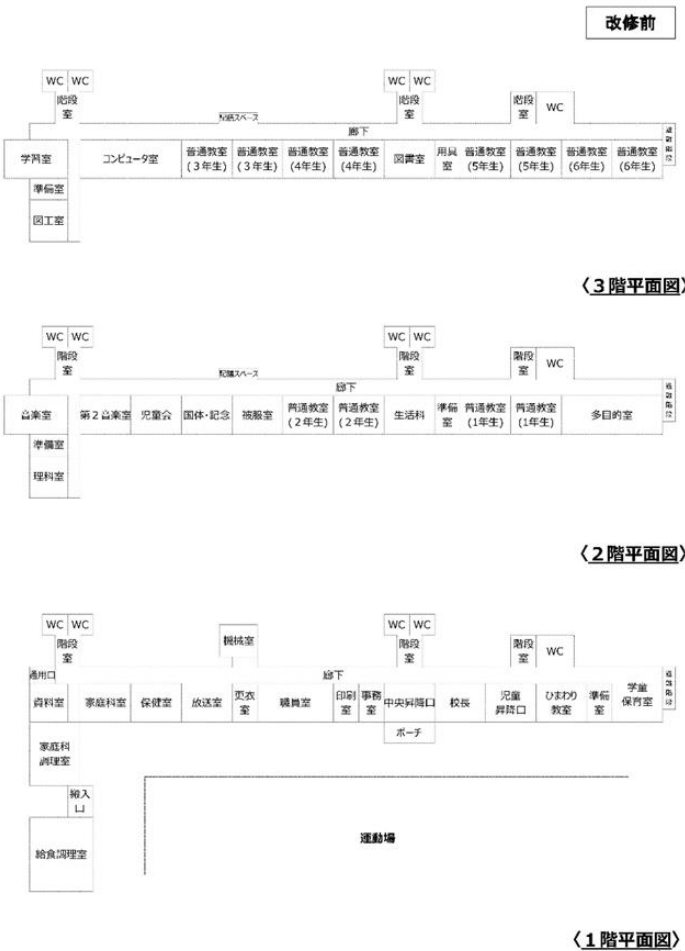 改修前
WC WC
WC WC
階段
室
階段
室
階段
室
WC
配膳スペース
廊下
学習室
コンピュータ室
普通教室
(３年生)
普通教室
(３年生)
普通教室
(4年生)
普通教室
(4年生)
図書室
用具
室
普通教室
(5年生)
普通教室
(5年生)
普通教室
(6年生)
普通教室
(6年生)
準備室
図工室
〈３階平面図〉
WC WC
WC WC
階段
室
階段
室
階段
室
WC
配膳スペース
廊下
音楽室
第２音楽室
児童会
国体・記念
被服室
普通教室
(２年生)
普通教室
(２年生)
生活科
準備
室
普通教室
(1年生)
普通教室
(1年生)
多目的室
準備室
理科室
〈２階平面図〉
WC WC
WC WC
階段
室
機械室
階段
室
階段
室
WC
通用口
廊下
資料室
家庭科室
保健室
放送室
更衣
室
職員室
印刷
室
事務
室
中央昇降口
校長
児童
昇降口
ひまわり
教室
準備
室
学童
保育室
ポーチ
家庭科
調理室
搬入
口
給食調理室
運動場
〈１階平面図〉